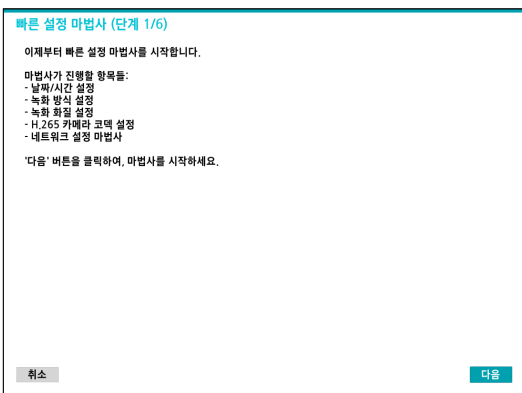 빠른 설정 마법사 (단계 1/6)
이제부터 빠른 설정 마법사를 시작합니다.
마법사가 진행할 항목들:
- 날짜/시간 설정
- 녹화 방식 설정
- 녹화 화질 설정
- H.265 카메라 코덱 설정
- 네트워크 설정 마법사
'다음' 버튼을 클릭하여, 마법사를 시작하세요.
취소
다음